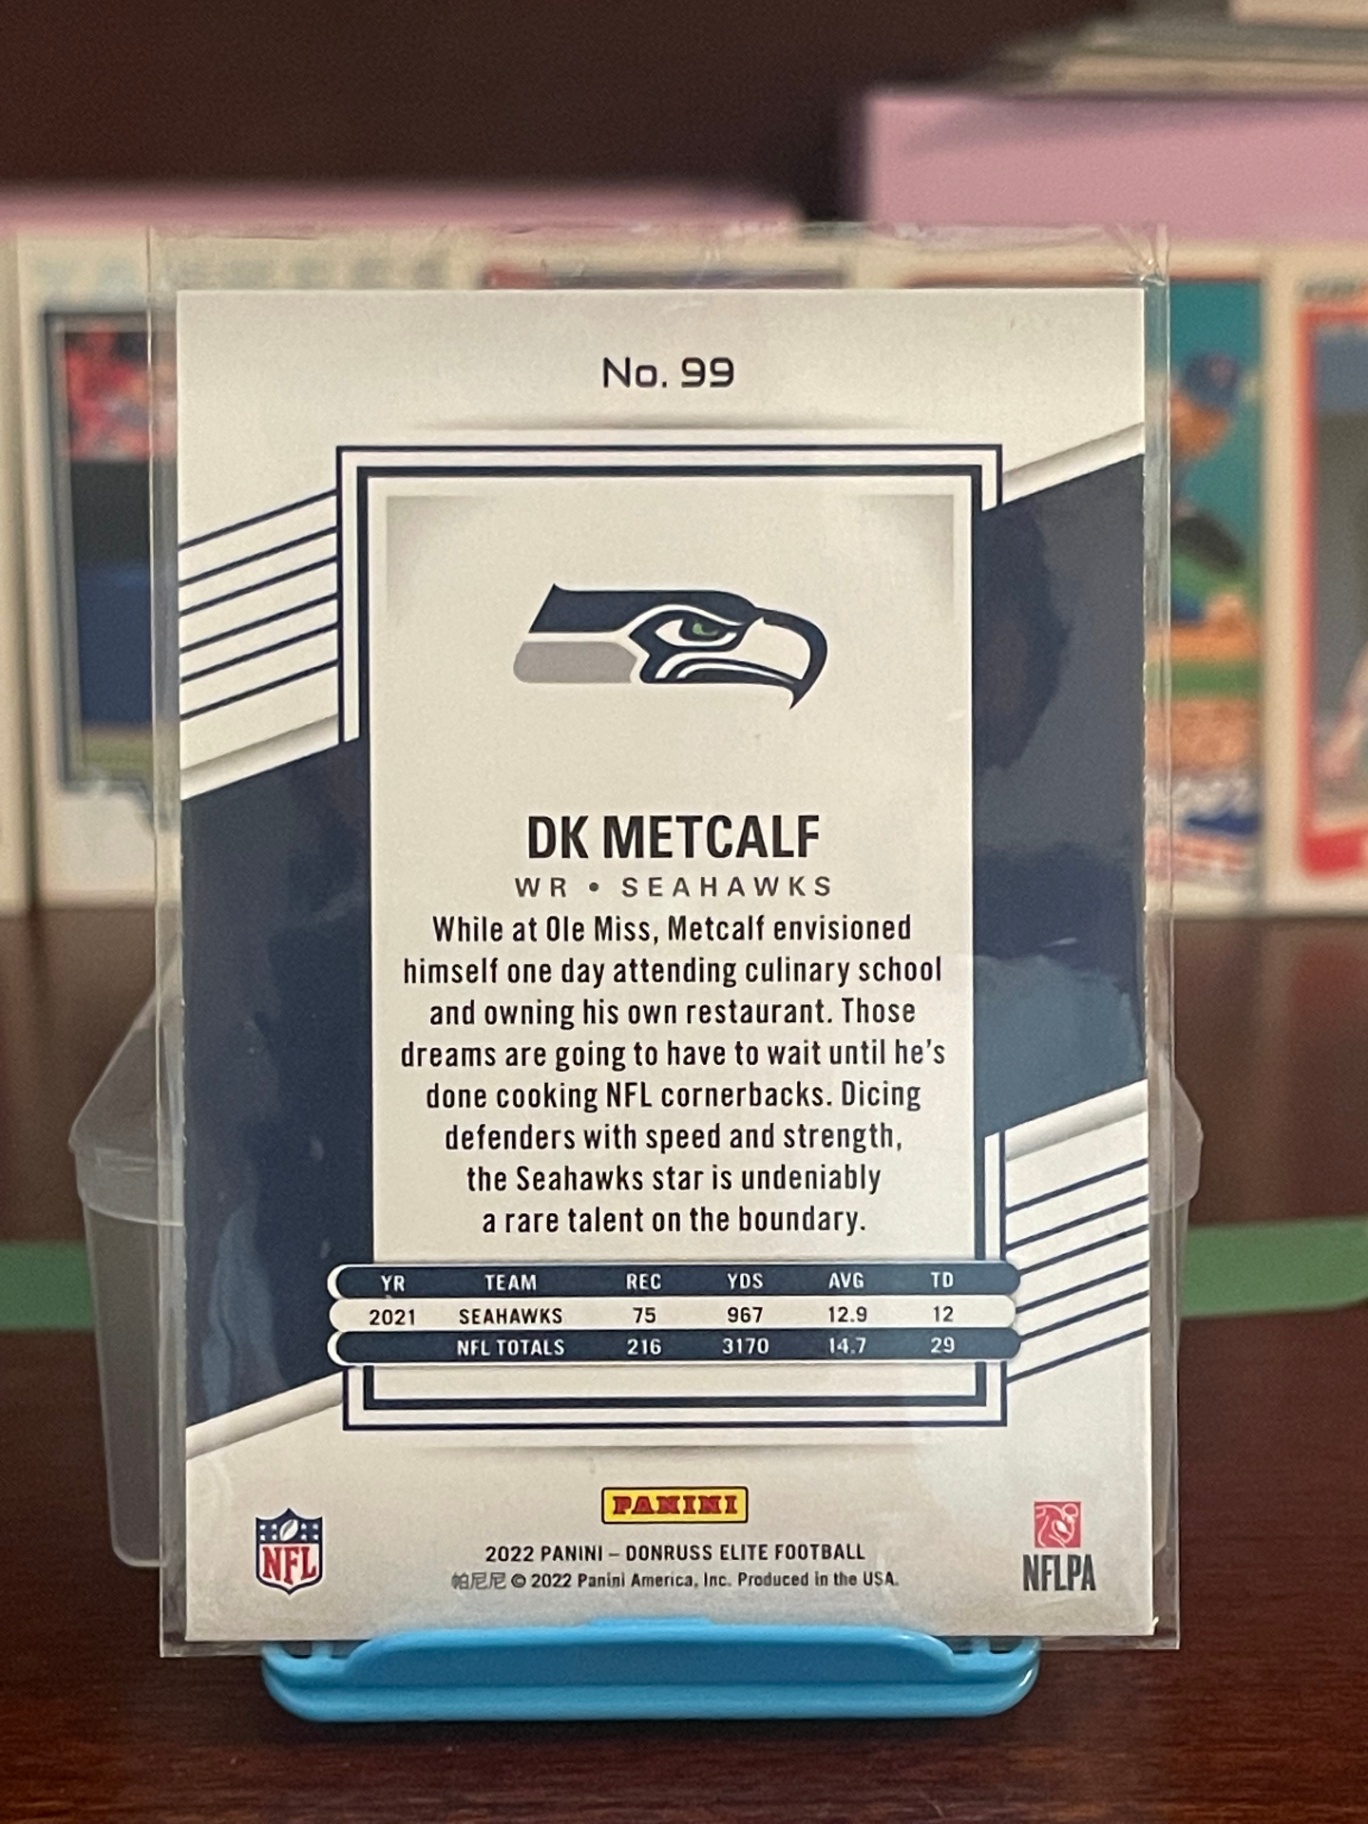 No. 99
DK METCALF
WR • SEAHAWKS
While at Ole Miss, Metcalf envisioned
himself one day attending culinary school
and owning his own restaurant. Those
dreams are going to have to wait until he's
done cooking NFL cornerbacks. Dicing
defenders with speed and strength,
the Seahawks star is undeniably
a rare talent on the boundary.
YR TEAM REC YDS AVG TD
2021 SEAHAWKS 75 967 12.9 12
NFL TOTALS 216 3170 14.7 29
PANINI
NFL
2022 PANINI – DONRUSS ELITE FOOTBALL
帕尼尼 © 2022 Panini America, Inc. Produced in the USA.
NFLPA